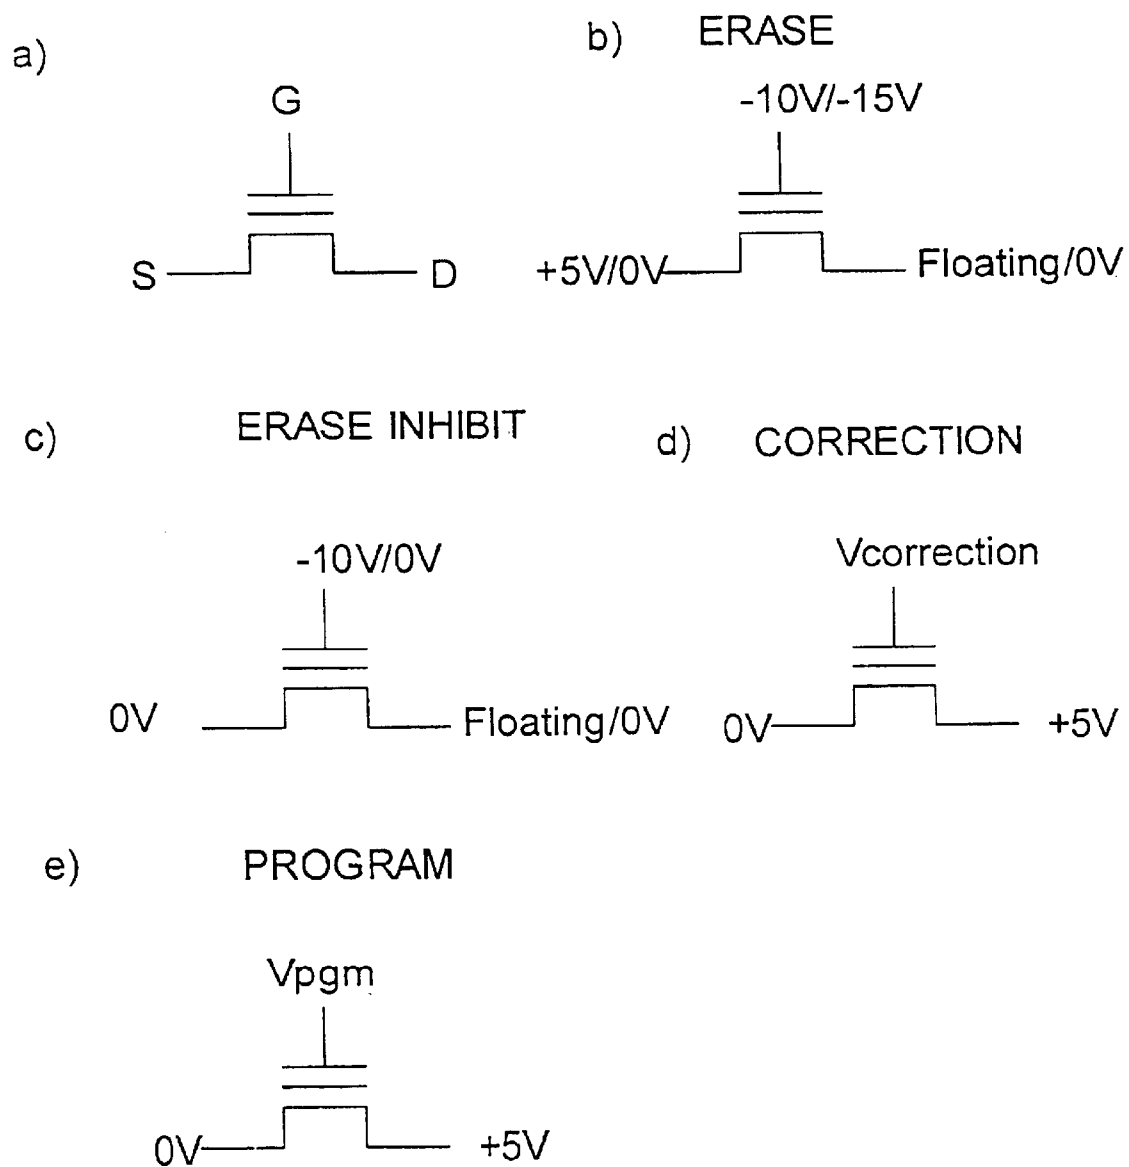 a)
G
S
D
b) ERASE
-10V/-15V
+5V/0V
Floating/0V
c) ERASE INHIBIT
-10V/0V
0V
Floating/0V
d) CORRECTION
Vcorrection
0V
+5V
e) PROGRAM
Vpgm
0V
+5V